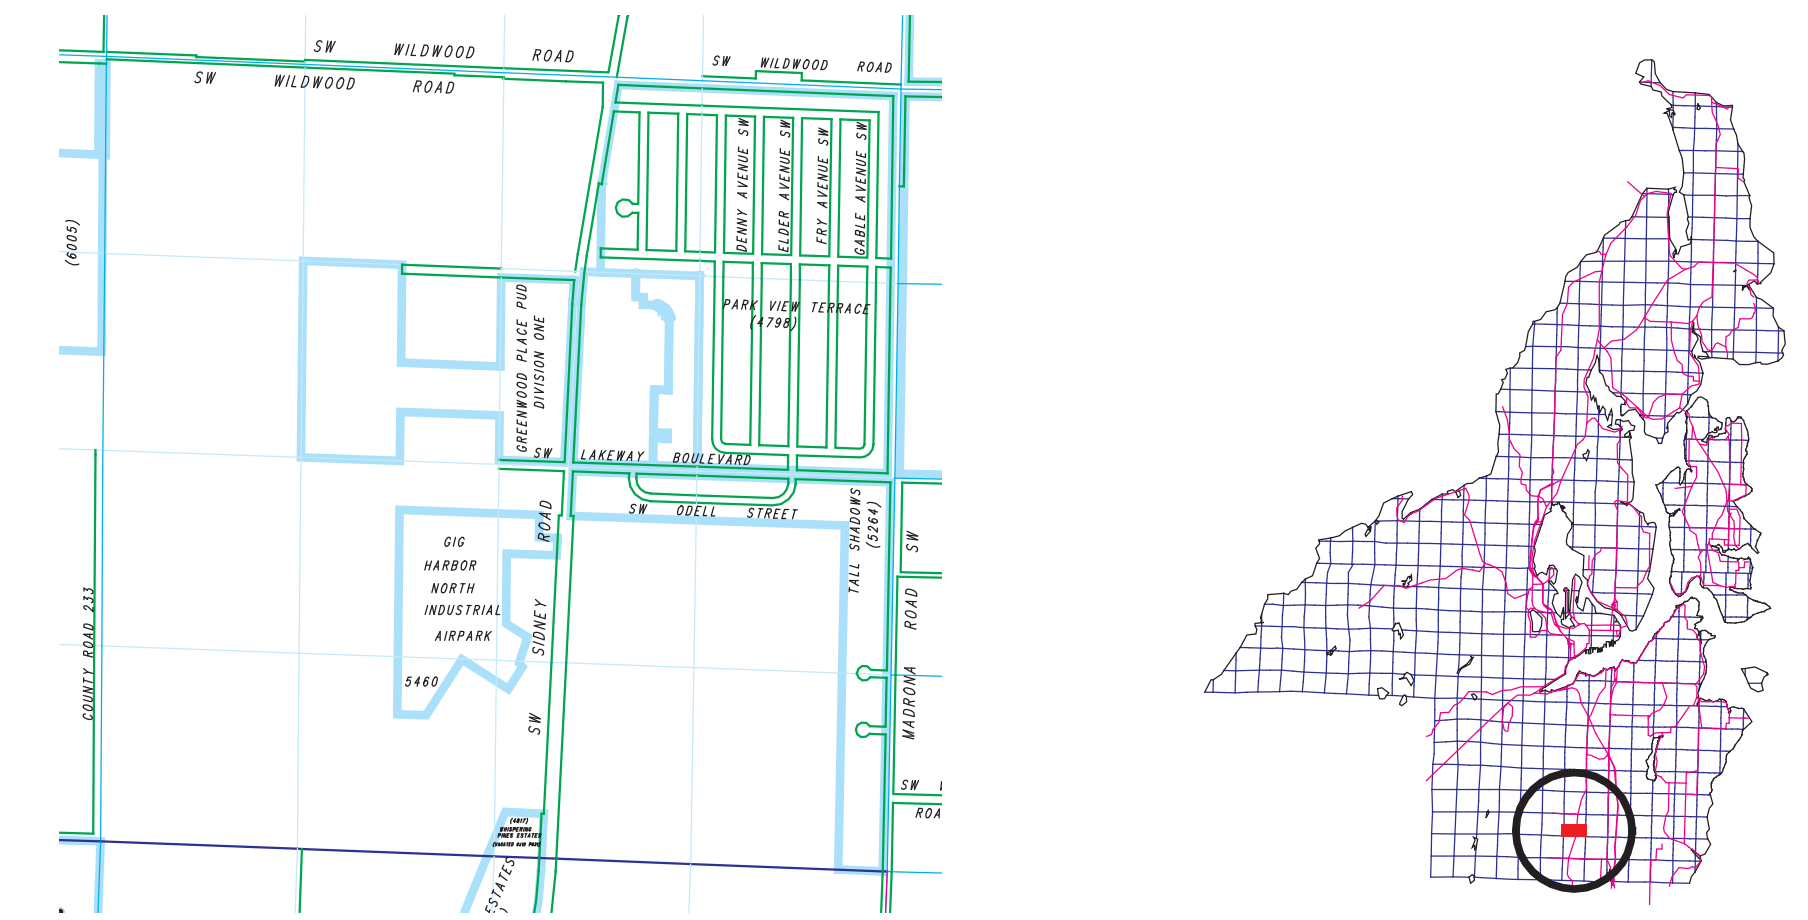 SW WILDWOOD ROAD
SW WILDWOOD ROAD
SW WILDWOOD ROAD
(6005)
DENNY AVENUE SW
ELDER AVENUE SW
FRY AVENUE SW
GABLE AVENUE SW
PARK VIEW TERRACE
(4798)
GREENWOOD PLACE PUD
DIVISION ONE
SW LAKEWAY BOULEVARD
SW ODELL STREET
TALL SHADOWS
(5264)
GIG
HARBOR
NORTH
INDUSTRIAL
AIRPARK
5460
SW SIDNEY ROAD
COUNTY ROAD 233
MADRONA ROAD SW
SW
ROA
(4817)
WHISPERING
PINES ESTATES
ESTATES